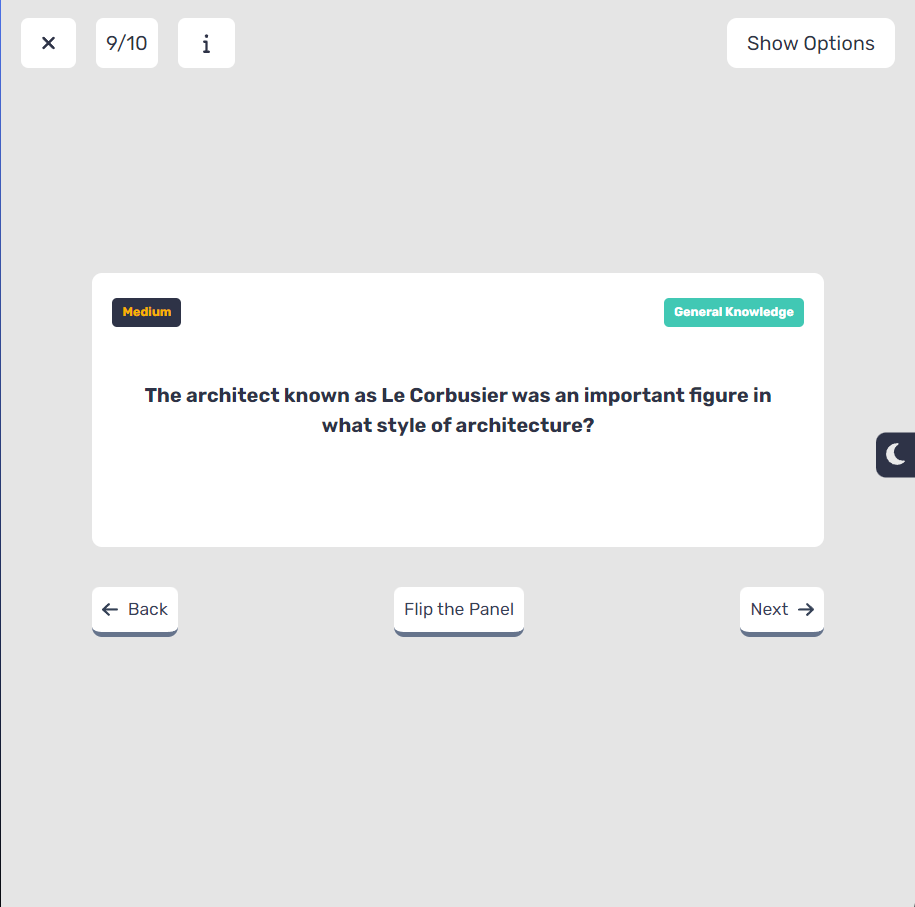 9/10
i
Show Options
Medium
General Knowledge
The architect known as Le Corbusier was an important figure in
what style of architecture?
Back
Flip the Panel
Next